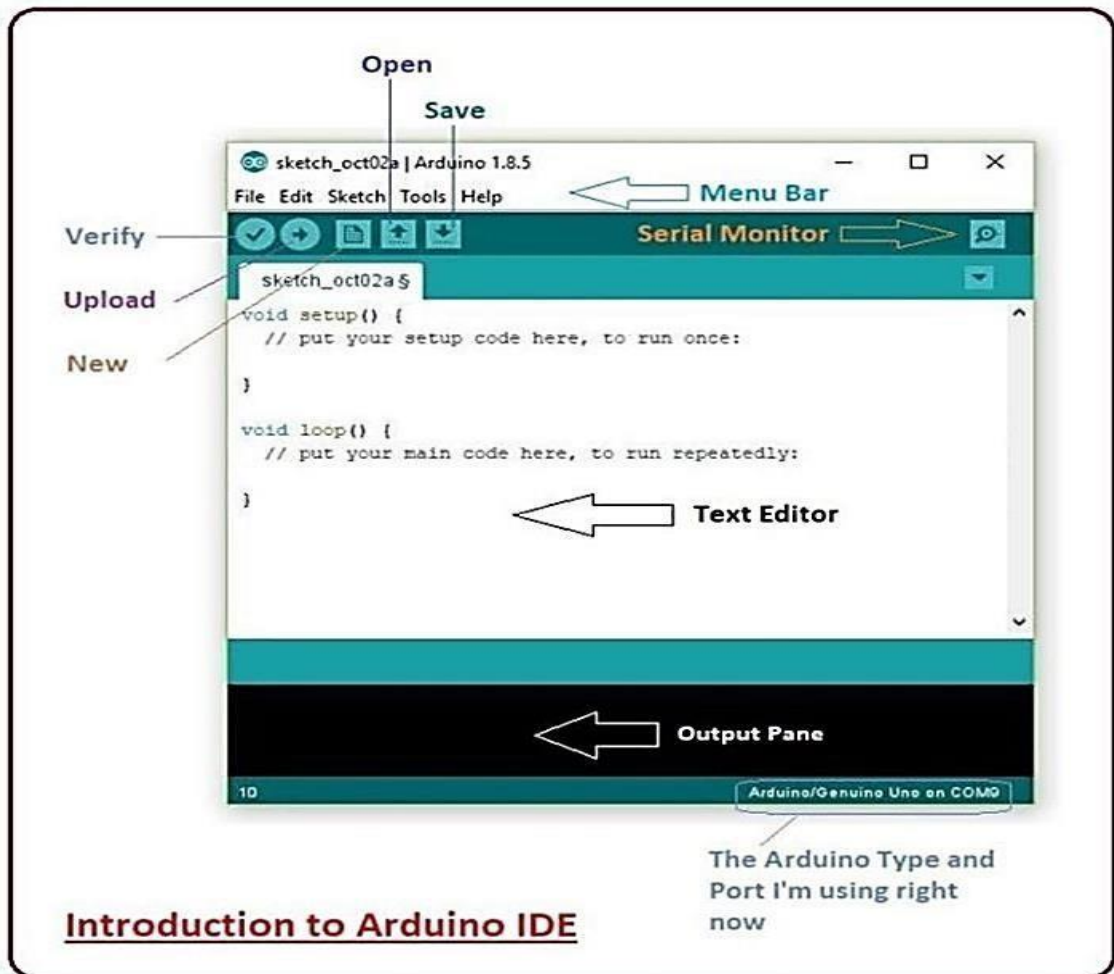 Open
Save
sketch_oct02a | Arduino 1.8.5
File Edit Sketch Tools Help
Menu Bar
Verify
Serial Monitor
sketch_oct02a §
Upload
void setup() {
// put your setup code here, to run once:
New
}
void loop() {
// put your main code here, to run repeatedly:
}
Text Editor
Output Pane
10
Arduino/Genuino Uno on COM9
The Arduino Type and
Port I'm using right
now
Introduction to Arduino IDE